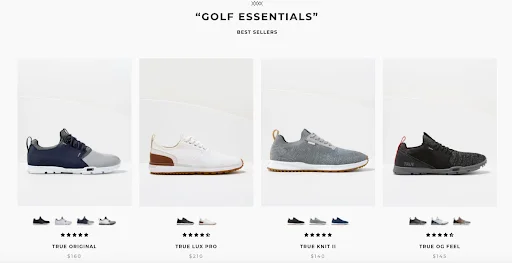 XXXX
“GOLF ESSENTIALS”
BEST SELLERS
TRUE ORIGINAL
$160
TRUE LUX PRO
$210
TRUE KNIT II
$140
TRUE OG FEEL
$145